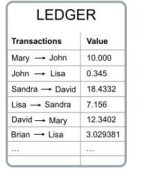 LEDGER
Transactions Value
Mary → John 10.000
John → Lisa 0.345
Sandra → David 18.4332
Lisa → Sandra 7.156
David → Mary 12.3402
Brian → Lisa 3.029381
... ...